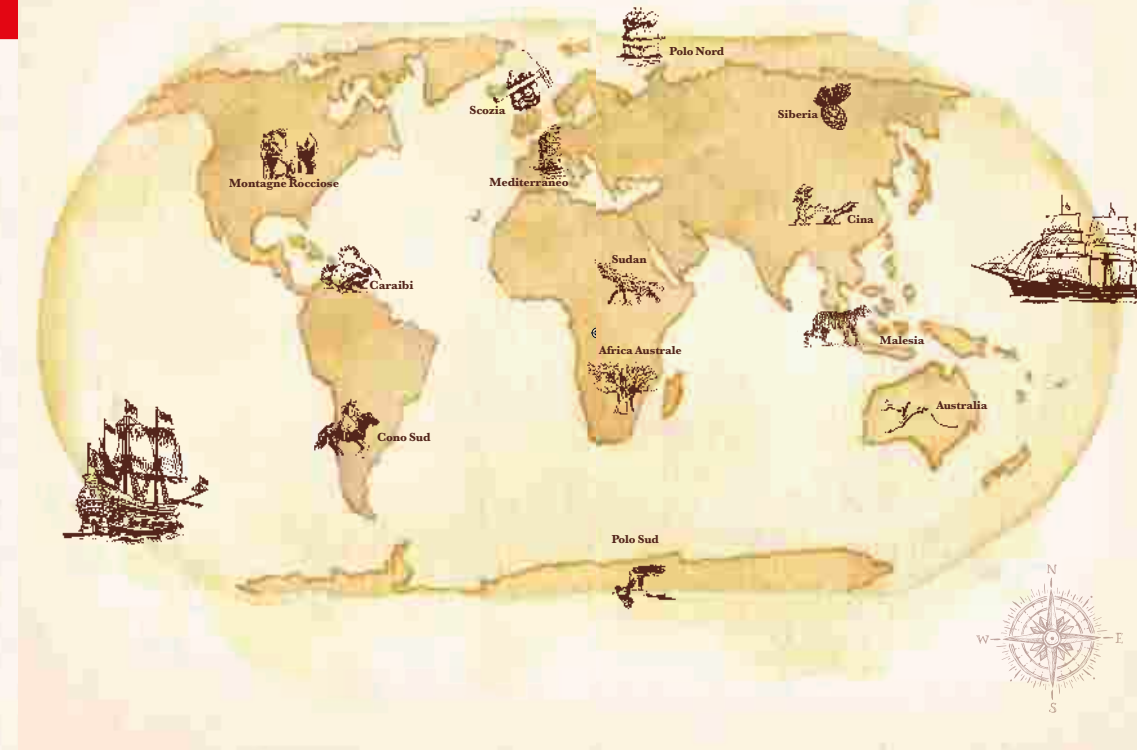 Polo Nord
Scozia
Siberia
Montagne Rocciose
Mediterraneo
Cina
Sudan
Caraibi
Malesia
Africa Australe
Australia
Cono Sud
Polo Sud
N
W
E
S